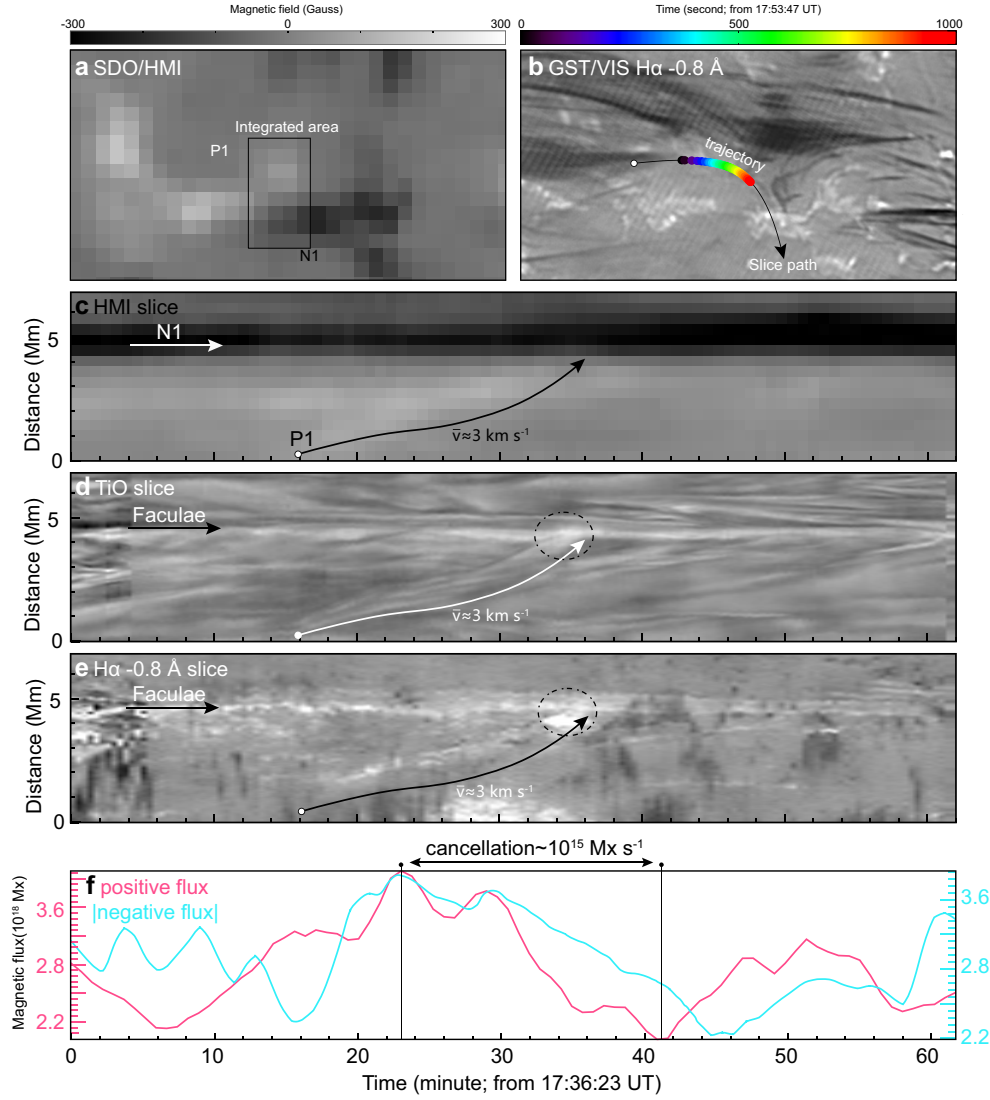 Magnetic field (Gauss)
-300 0 300
Time (second; from 17:53:47 UT)
0 500 1000
a SDO/HMI
Integrated area
P1
N1
b GST/VIS Hα -0.8 Å
trajectory
Slice path
c HMI slice
N1
P1
v̄≈3 km s⁻¹
Distance (Mm)
5
0
d TiO slice
Faculae
v̄≈3 km s⁻¹
Distance (Mm)
5
0
e Hα -0.8 Å slice
Faculae
v̄≈3 km s⁻¹
Distance (Mm)
5
0
cancellation~10¹⁵ Mx s⁻¹
f positive flux
|negative flux|
Magnetic flux(10¹⁸ Mx)
3.6
2.8
2.2
3.6
2.8
2.2
0 10 20 30 40 50 60
Time (minute; from 17:36:23 UT)